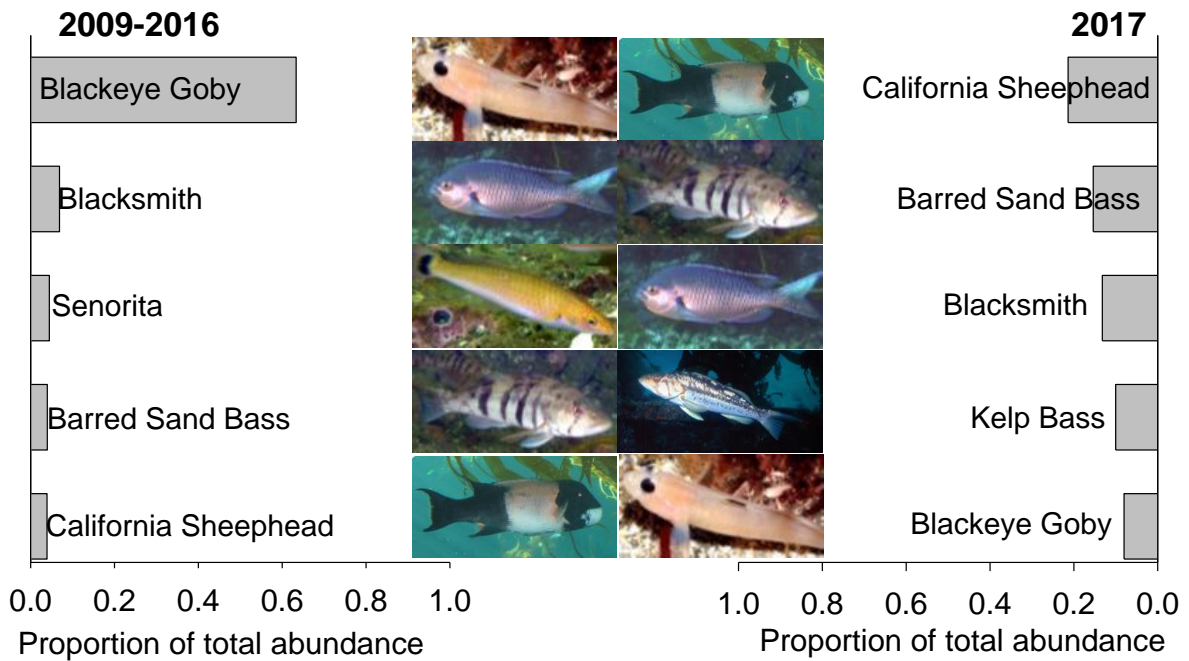 2009-2016
Blackeye Goby
Blacksmith
Senorita
Barred Sand Bass
California Sheephead
0.0 0.2 0.4 0.6 0.8 1.0
Proportion of total abundance
2017
California Sheephead
Barred Sand Bass
Blacksmith
Kelp Bass
Blackeye Goby
1.0 0.8 0.6 0.4 0.2 0.0
Proportion of total abundance